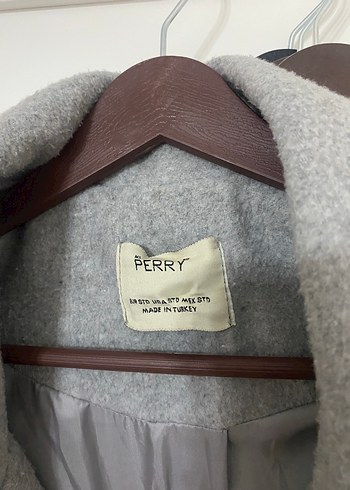 PERRY
EUR STD USA STD MEX STD
MADE IN TURKEY